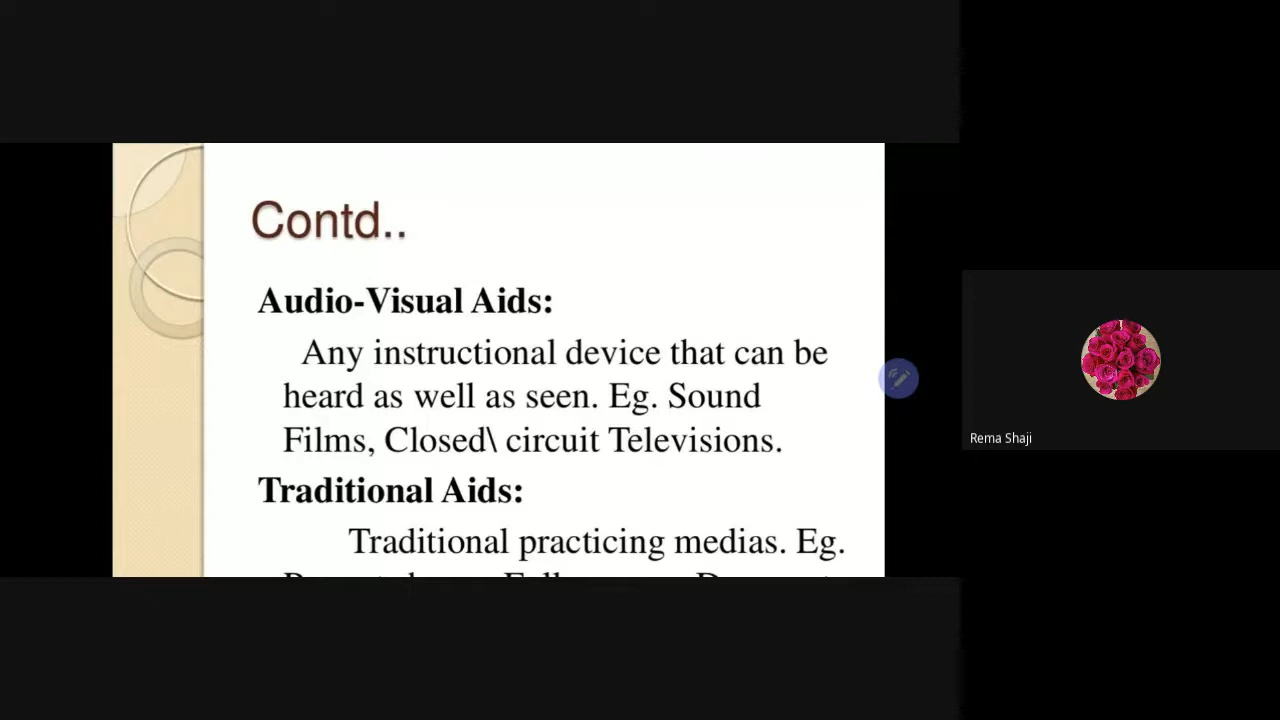 Contd..
Audio-Visual Aids:
Any instructional device that can be
heard as well as seen. Eg. Sound
Films, Closed\ circuit Televisions.
Traditional Aids:
Traditional practicing medias. Eg.
Rema Shaji